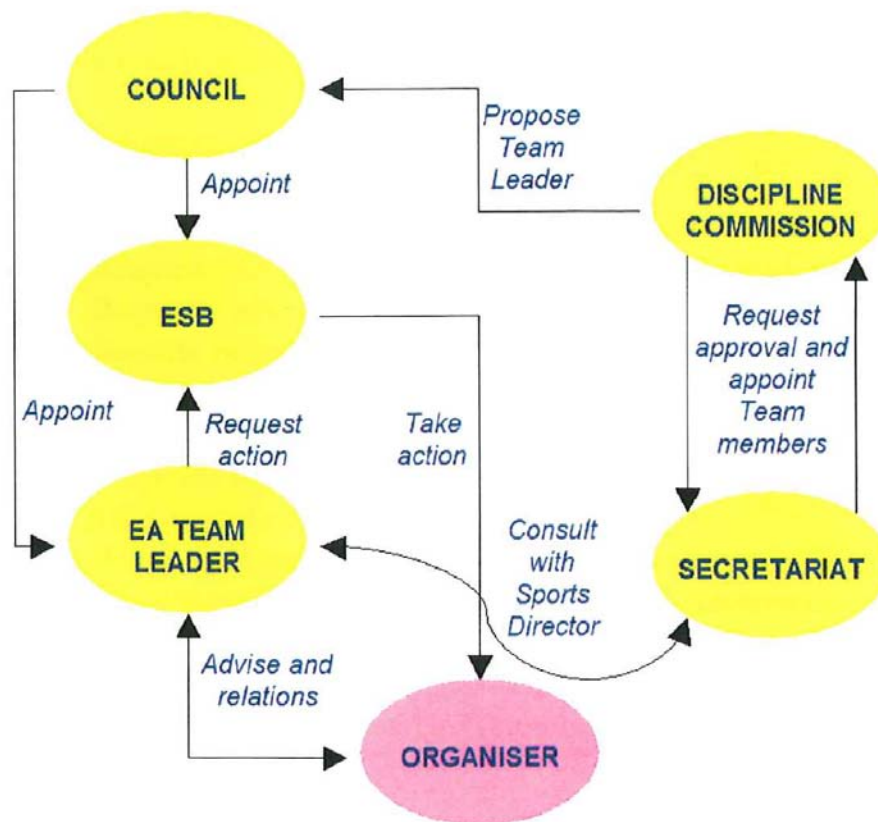 COUNCIL
Propose
Team
Leader
Appoint
DISCIPLINE
COMMISSION
ESB
Request
approval and
appoint
Team
members
Appoint
Request
action
Take
action
EA TEAM
LEADER
Consult
with
Sports
Director
SECRETARIAT
Advise and
relations
ORGANISER